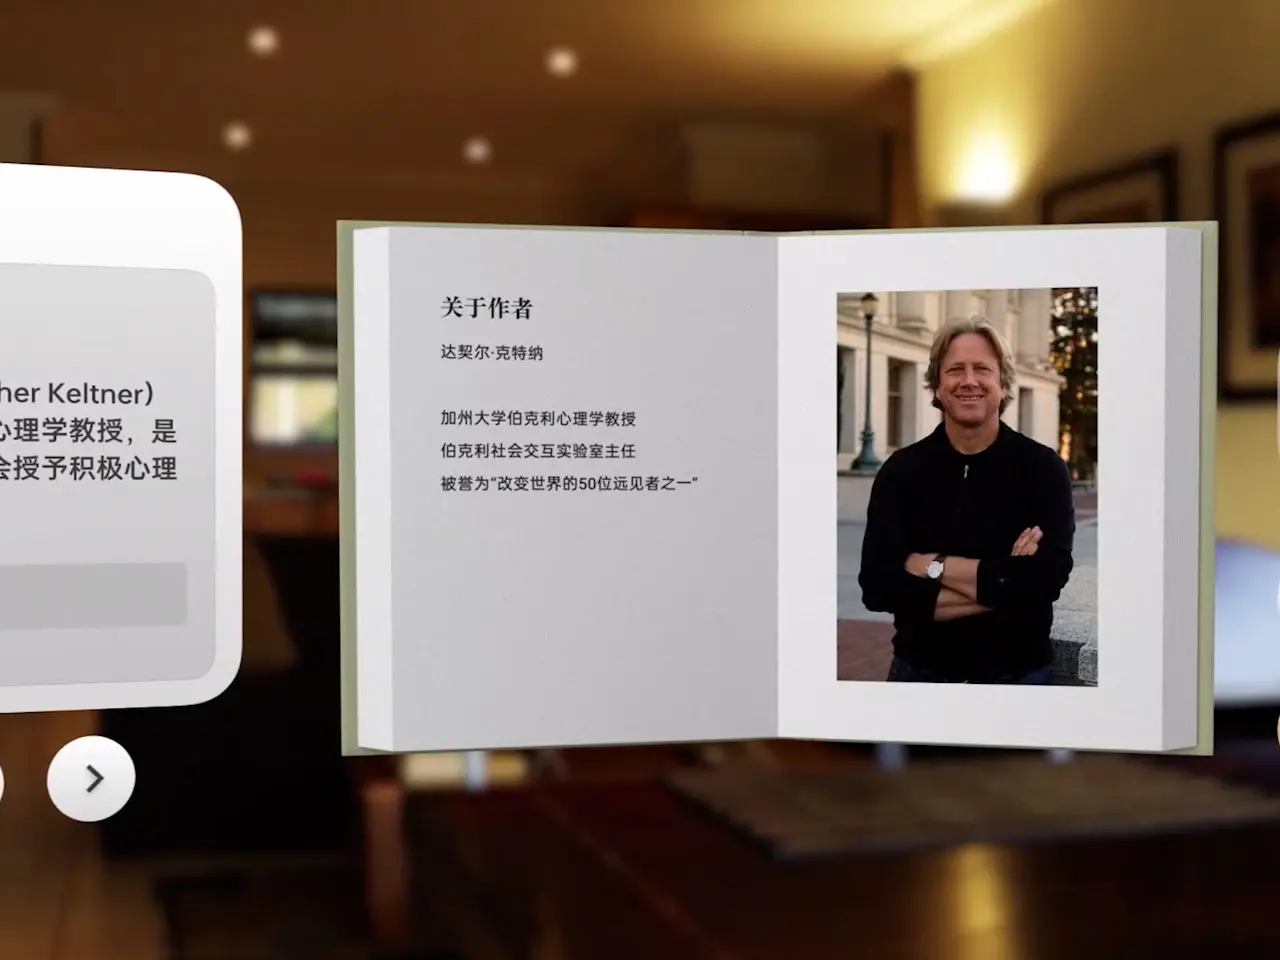 her Keltner)
心理学教授，是
会授予积极心理
关于作者
达契尔·克特纳
加州大学伯克利心理学教授
伯克利社会交互实验室主任
被誉为“改变世界的50位远见者之一”